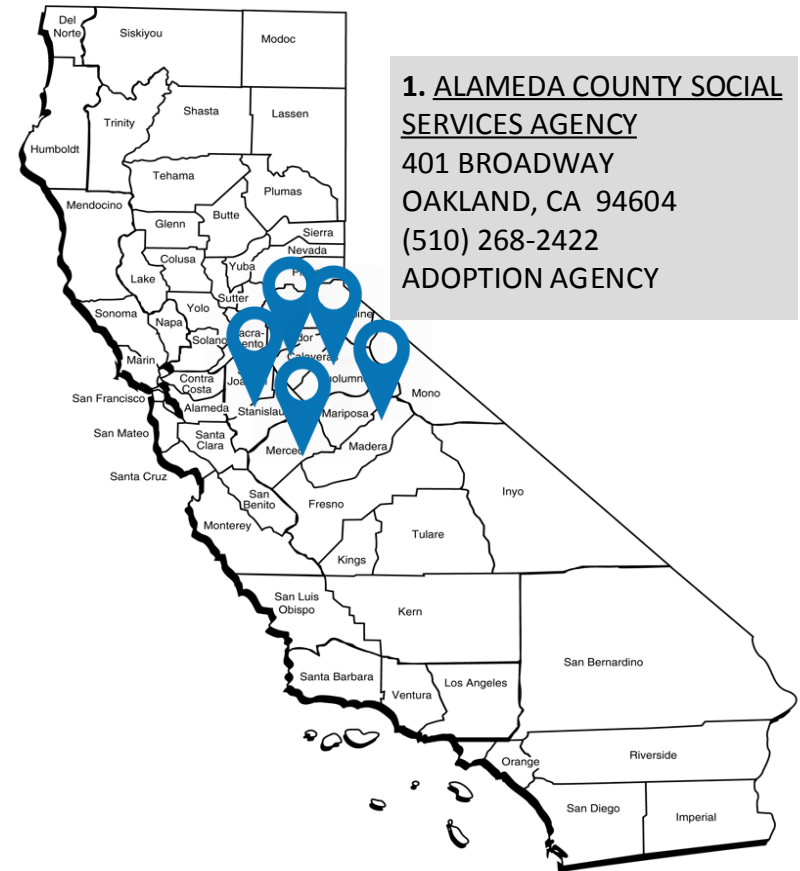 Del
Norte
Siskiyou
Modoc
1. ALAMEDA COUNTY SOCIAL
SERVICES AGENCY
401 BROADWAY
OAKLAND, CA  94604
(510) 268-2422
ADOPTION AGENCY
Humboldt
Trinity
Shasta
Lassen
Tehama
Plumas
Mendocino
Glenn
Butte
Sierra
Nevada
Colusa
Lake
Yuba
Sutter
Sonoma
Napa
Yolo
Solano
Marin
Contra
Costa
San Francisco
Alameda
Calaveras
Mono
San Mateo
Santa
Clara
Mariposa
Merced
Madera
Santa Cruz
San
Benito
Fresno
Inyo
Monterey
Kings
Tulare
San Luis
Obispo
Kern
San Bernardino
Santa Barbara
Ventura
Los Angeles
Orange
Riverside
San Diego
Imperial